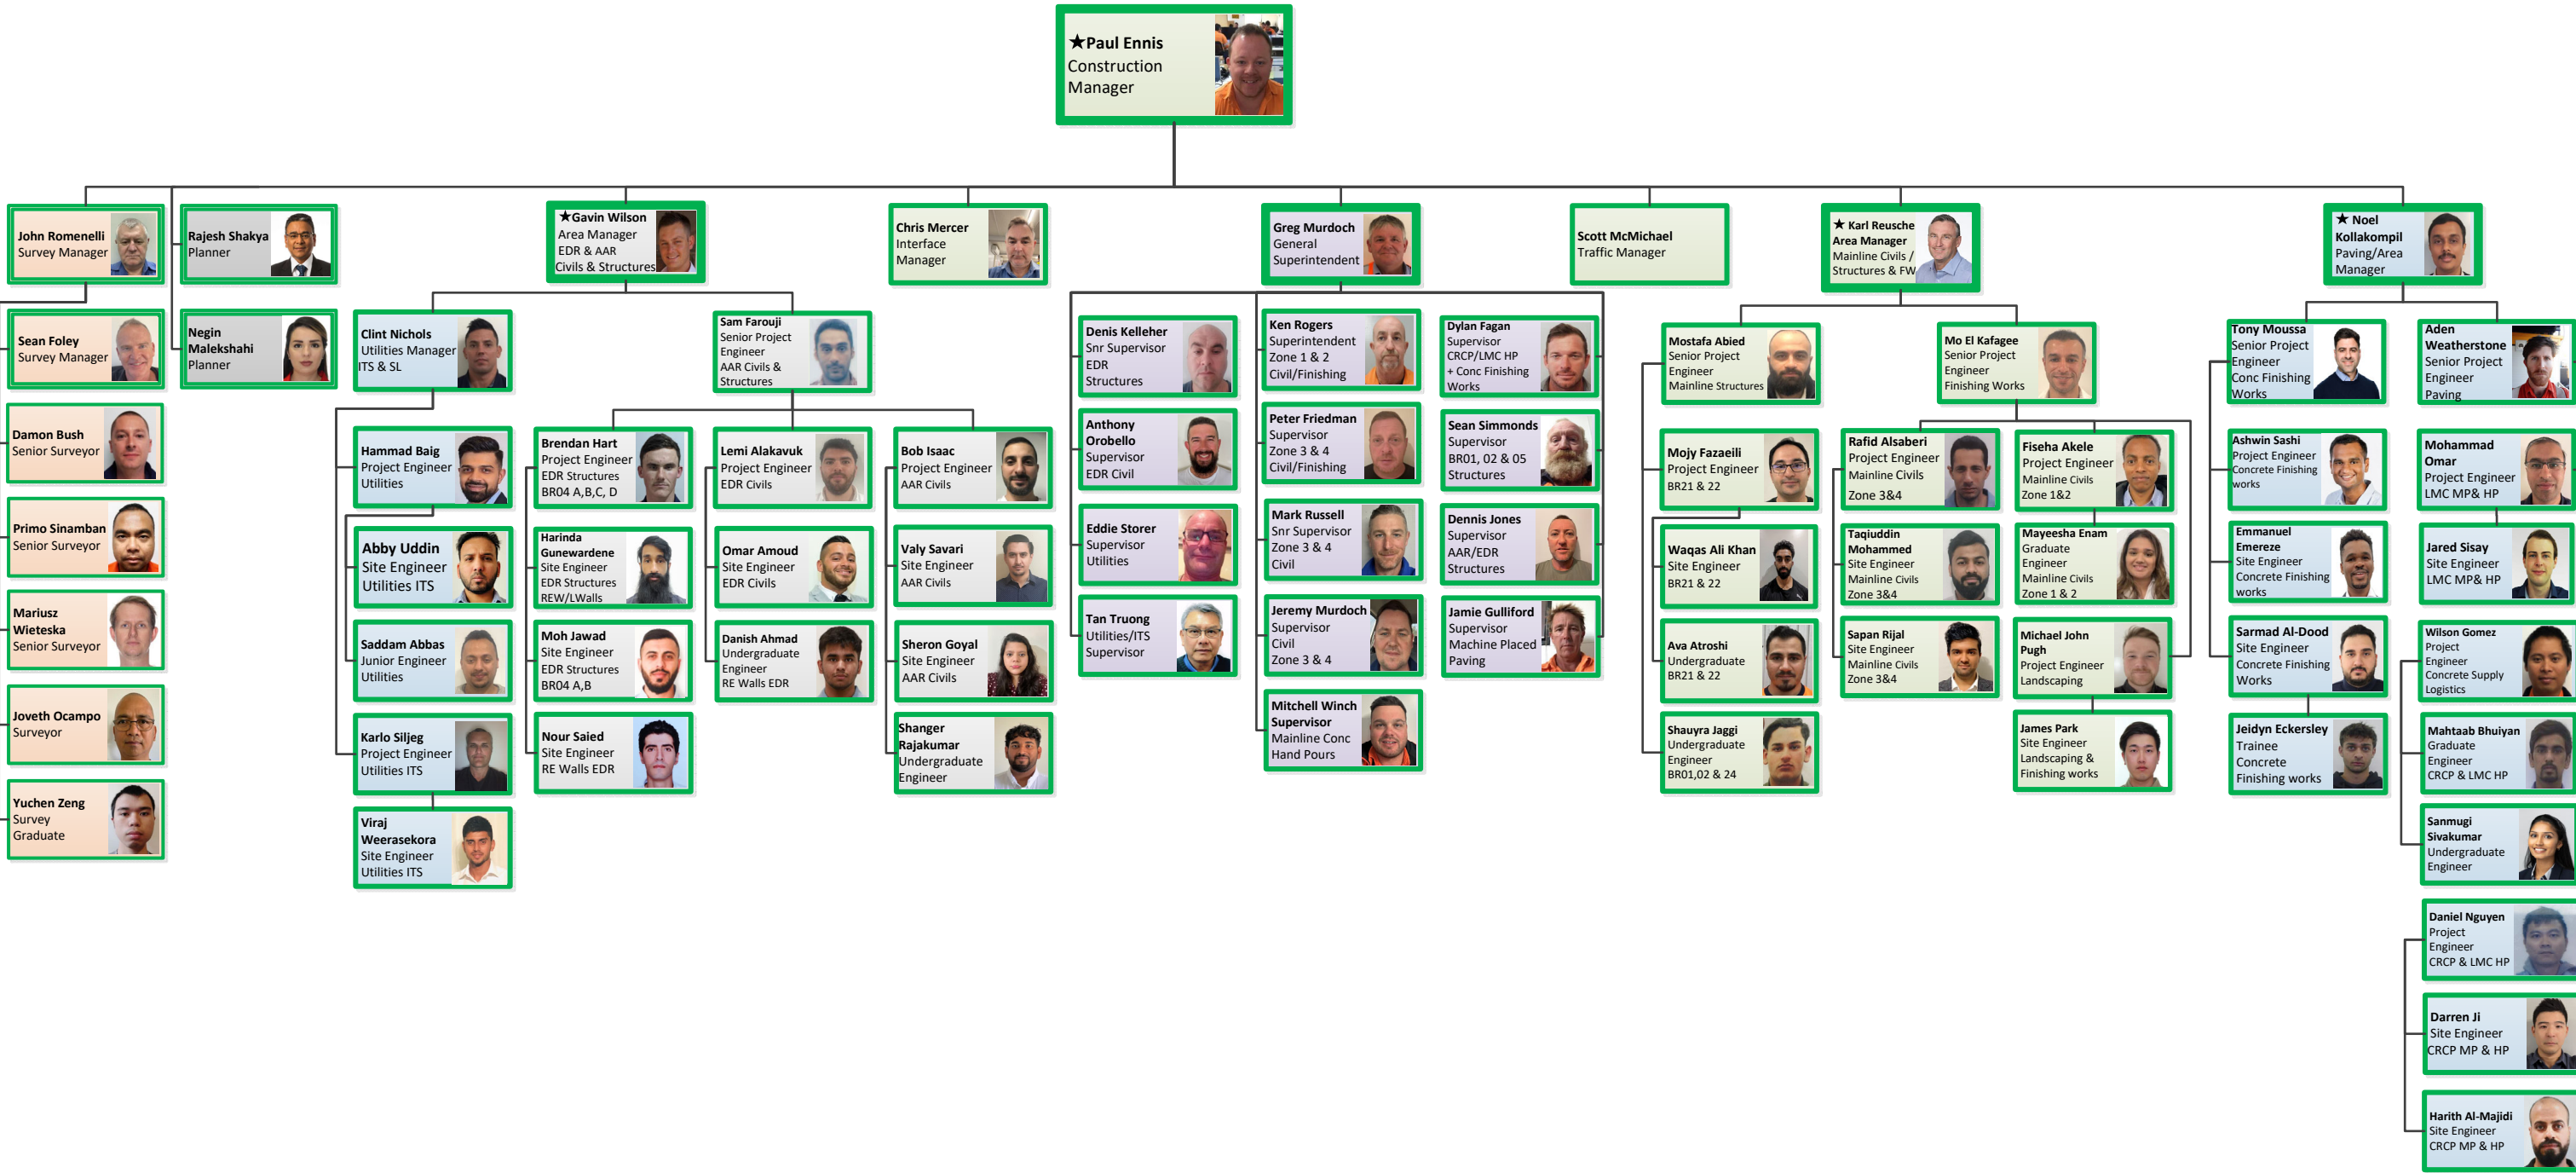 ★Paul Ennis
Construction
Manager
John Romenelli
Survey Manager
Rajesh Shakya
Planner
★Gavin Wilson
Area Manager
EDR & AAR
Civils & Structures
Chris Mercer
Interface
Manager
Greg Murdoch
General
Superintendent
Scott McMichael
Traffic Manager
★ Karl Reusche
Area Manager
Mainline Civils /
Structures & FW
★ Noel
Kollakompil
Paving/Area
Manager
Sean Foley
Survey Manager
Negin
Malekshahi
Planner
Clint Nichols
Utilities Manager
ITS & SL
Sam Farouji
Senior Project
Engineer
AAR Civils &
Structures
Denis Kelleher
Snr Supervisor
EDR
Structures
Ken Rogers
Superintendent
Zone 1 & 2
Civil/Finishing
Dylan Fagan
Supervisor
CRCP/LMC HP
+ Conc Finishing
Works
Mostafa Abied
Senior Project
Engineer
Mainline Structures
Mo El Kafagee
Senior Project
Engineer
Finishing Works
Tony Moussa
Senior Project
Engineer
Conc Finishing
Works
Aden
Weatherstone
Senior Project
Engineer
Paving
Damon Bush
Senior Surveyor
Hammad Baig
Project Engineer
Utilities
Brendan Hart
Project Engineer
EDR Structures
BR04 A,B,C, D
Lemi Alakavuk
Project Engineer
EDR Civils
Bob Isaac
Project Engineer
AAR Civils
Anthony
Orobello
Supervisor
EDR Civil
Peter Friedman
Supervisor
Zone 3 & 4
Civil/Finishing
Sean Simmonds
Supervisor
BR01, 02 & 05
Structures
Mojy Fazaeili
Project Engineer
BR21 & 22
Rafid Alsaberi
Project Engineer
Mainline Civils
Zone 3&4
Fiseha Akele
Project Engineer
Mainline Civils
Zone 1&2
Ashwin Sashi
Project Engineer
Concrete Finishing
works
Mohammad
Omar
Project Engineer
LMC MP& HP
Primo Sinamban
Senior Surveyor
Abby Uddin
Site Engineer
Utilities ITS
Harinda
Gunewardene
Site Engineer
EDR Structures
REW/LWalls
Omar Amoud
Site Engineer
EDR Civils
Valy Savari
Site Engineer
AAR Civils
Eddie Storer
Supervisor
Utilities
Mark Russell
Snr Supervisor
Zone 3 & 4
Civil
Dennis Jones
Supervisor
AAR/EDR
Structures
Waqas Ali Khan
Site Engineer
BR21 & 22
Taqiuddin
Mohammed
Site Engineer
Mainline Civils
Zone 3&4
Mayeesha Enam
Graduate
Engineer
Mainline Civils
Zone 1 & 2
Emmanuel
Emereze
Site Engineer
Concrete Finishing
works
Jared Sisay
Site Engineer
LMC MP& HP
Mariusz
Wieteska
Senior Surveyor
Saddam Abbas
Junior Engineer
Utilities
Moh Jawad
Site Engineer
EDR Structures
BR04 A,B
Danish Ahmad
Undergraduate
Engineer
RE Walls EDR
Sheron Goyal
Site Engineer
AAR Civils
Tan Truong
Utilities/ITS
Supervisor
Jeremy Murdoch
Supervisor
Civil
Zone 3 & 4
Jamie Gulliford
Supervisor
Machine Placed
Paving
Ava Atroshi
Undergraduate
BR21 & 22
Sapan Rijal
Site Engineer
Mainline Civils
Zone 3&4
Michael John
Pugh
Project Engineer
Landscaping
Sarmad Al-Dood
Site Engineer
Concrete Finishing
Works
Wilson Gomez
Project
Engineer
Concrete Supply
Logistics
Joveth Ocampo
Surveyor
Karlo Siljeg
Project Engineer
Utilities ITS
Nour Saied
Site Engineer
RE Walls EDR
Shanger
Rajakumar
Undergraduate
Engineer
Mitchell Winch
Supervisor
Mainline Conc
Hand Pours
Shauyra Jaggi
Undergraduate
Engineer
BR01,02 & 24
James Park
Site Engineer
Landscaping &
Finishing works
Jeidyn Eckersley
Trainee
Concrete
Finishing works
Mahtaab Bhuiyan
Graduate
Engineer
CRCP & LMC HP
Yuchen Zeng
Survey
Graduate
Viraj
Weerasekora
Site Engineer
Utilities ITS
Sanmugi
Sivakumar
Undergraduate
Engineer
Daniel Nguyen
Project
Engineer
CRCP & LMC HP
Darren Ji
Site Engineer
CRCP MP & HP
Harith Al-Majidi
Site Engineer
CRCP MP & HP